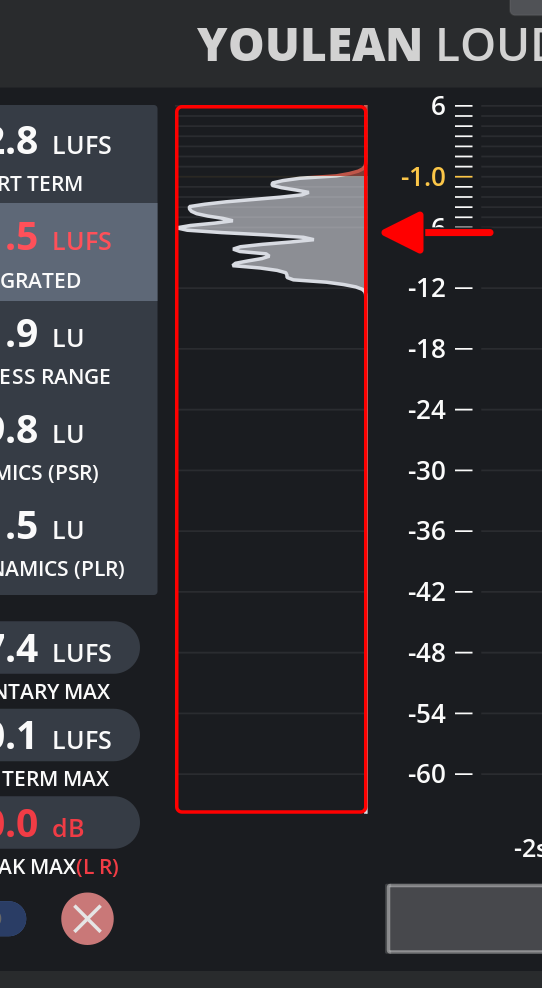 YOULEAN LOUD
2.8 LUFS
RT TERM
.5 LUFS
GRATED
.9 LU
ESS RANGE
9.8 LU
MICS (PSR)
.5 LU
NAMICS (PLR)
7.4 LUFS
NTARY MAX
0.1 LUFS
TERM MAX
0.0 dB
AK MAX(L R)
6
-1.0
-12
-18
-24
-30
-36
-42
-48
-54
-60
-2s